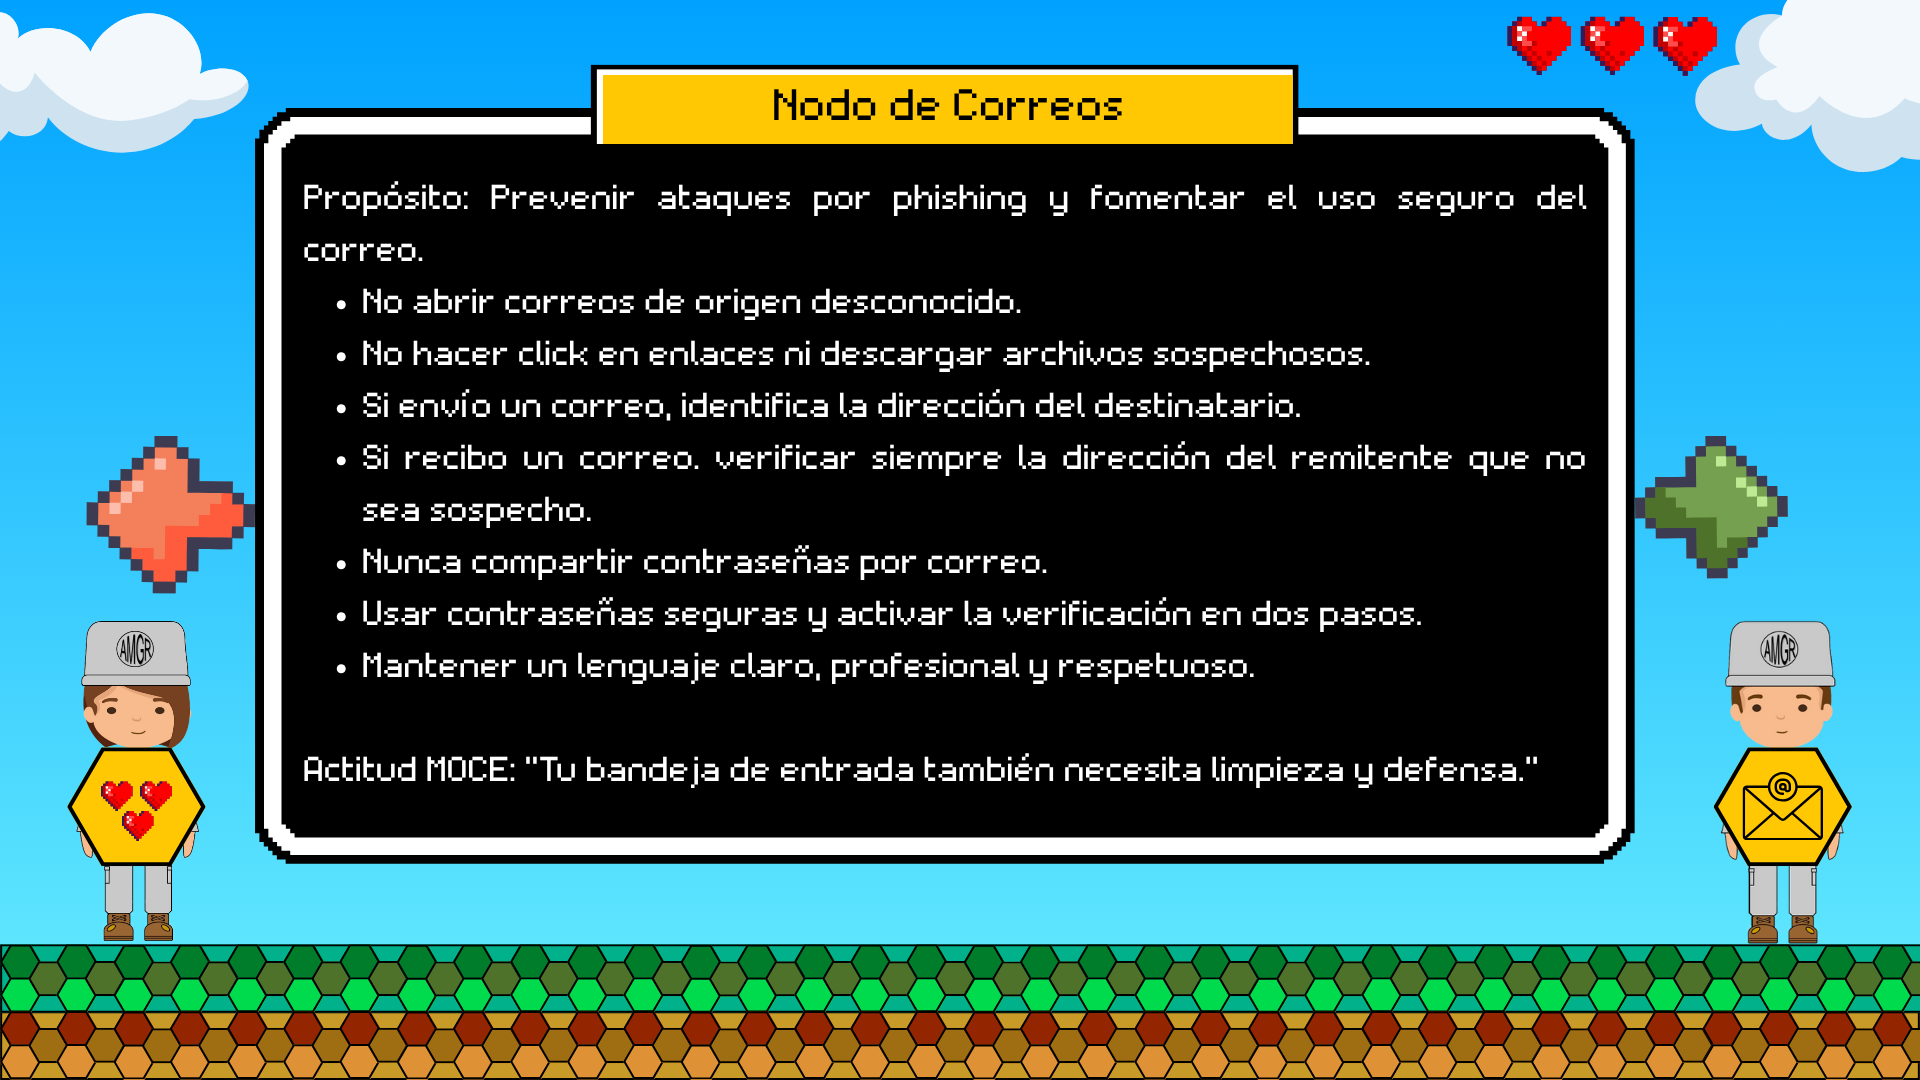 Nodo de Correos
Propósito: Prevenir ataques por phishing y fomentar el uso seguro del
correo.
• No abrir correos de origen desconocido.
• No hacer click en enlaces ni descargar archivos sospechosos.
• Si envío un correo, identifica la dirección del destinatario.
• Si recibo un correo. verificar siempre la dirección del remitente que no
sea sospecho.
• Nunca compartir contraseñas por correo.
• Usar contraseñas seguras y activar la verificación en dos pasos.
• Mantener un lenguaje claro, profesional y respetuoso.
Actitud MOCE: "Tu bandeja de entrada también necesita limpieza y defensa."
AMGR
AMGR
@